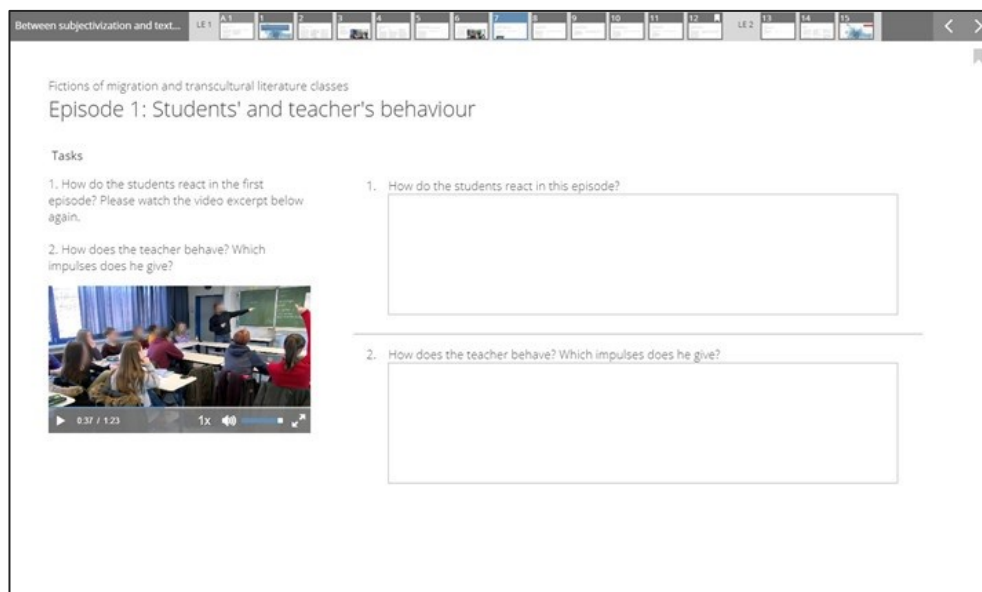 Between subjectivization and text...
LE 1
A 1
1
2
3
4
5
6
7
8
9
10
11
12
LE 2
13
14
15
Fictions of migration and transcultural literature classes
Episode 1: Students' and teacher's behaviour
Tasks
1. How do the students react in the first
episode? Please watch the video excerpt below
again.
2. How does the teacher behave? Which
impulses does he give?
0:37 / 1:23
1x
1. How do the students react in this episode?
2. How does the teacher behave? Which impulses does he give?